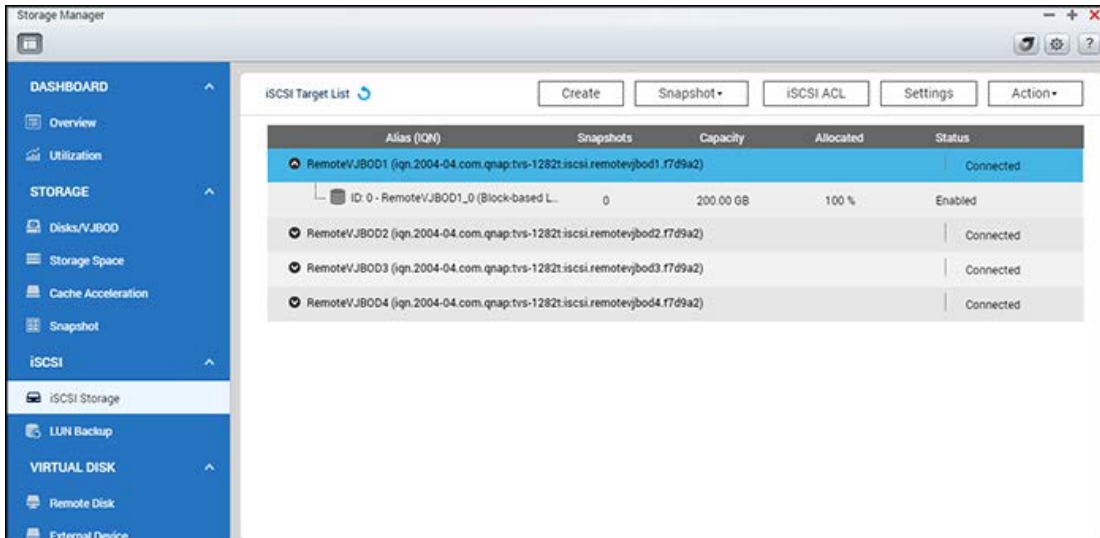 Storage Manager
?
DASHBOARD
Overview
Utilization
STORAGE
Disks/VJBOD
Storage Space
Cache Acceleration
Snapshot
iSCSI
iSCSI Storage
LUN Backup
VIRTUAL DISK
Remote Disk
External Device
iSCSI Target List Create Snapshot iSCSI ACL Settings Action
Alias (IQN) Snapshots Capacity Allocated Status
RemoteVJBOD1 (iqn.2004-04.com.qnap:tvs-1282t:iscsi.remotevjbod1.f7d9a2) Connected
ID: 0 - RemoteVJBOD1_0 (Block-based L... 0 200.00 GB 100 % Enabled
RemoteVJBOD2 (iqn.2004-04.com.qnap:tvs-1282t:iscsi.remotevjbod2.f7d9a2) Connected
RemoteVJBOD3 (iqn.2004-04.com.qnap:tvs-1282t:iscsi.remotevjbod3.f7d9a2) Connected
RemoteVJBOD4 (iqn.2004-04.com.qnap:tvs-1282t:iscsi.remotevjbod4.f7d9a2) Connected